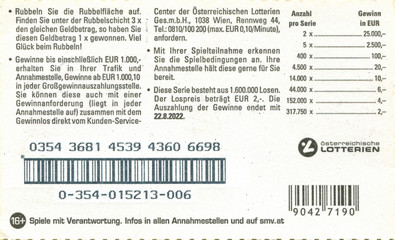 • Rubbeln Sie die Rubbelfläche auf.
Finden Sie unter der Rubbelschicht 3 x
den gleichen Geldbetrag, so haben Sie
diesen Geldbetrag 1 x gewonnen. Viel
Glück beim Rubbeln!
• Gewinne bis einschließlich EUR 1.000,-
erhalten Sie in Ihrer Trafik und
Annahmestelle, Gewinne ab EUR 1.000,10
in jeder Großgewinnauszahlungsstelle.
Sie können diese auch mit einer
Gewinnanforderung (liegt in jeder
Annahmestelle auf) zusammen mit dem
Gewinnlos direkt vom Kunden-Service-
Center der Österreichischen Lotterien
Ges.m.b.H., 1038 Wien, Rennweg 44,
Tel.: 0810/100 200 (max. EUR 0,10/Minute),
anfordern.
• Mit Ihrer Spielteilnahme erkennen
Sie die Spielbedingungen an. Ihre
Annahmestelle hält diese gerne für Sie
bereit.
• Diese Serie besteht aus 1.600.000 Losen.
Der Lospreis beträgt EUR 2,-. Die
Auszahlung der Gewinne endet mit
22.8.2022.
Anzahl pro Serie Gewinn in EUR
2 x 25.000,-
5 x 2.500,-
400 x 100,-
4.500 x 20,-
14.000 x 10,-
44.000 x 6,-
152.000 x 4,-
317.750 x 2,-
österreichische
LOTTERIEN
0354 3681 4539 4360 6698
0-354-015213-006
9042 7190
16+ Spiele mit Verantwortung. Infos in allen Annahmestellen und auf smv.at